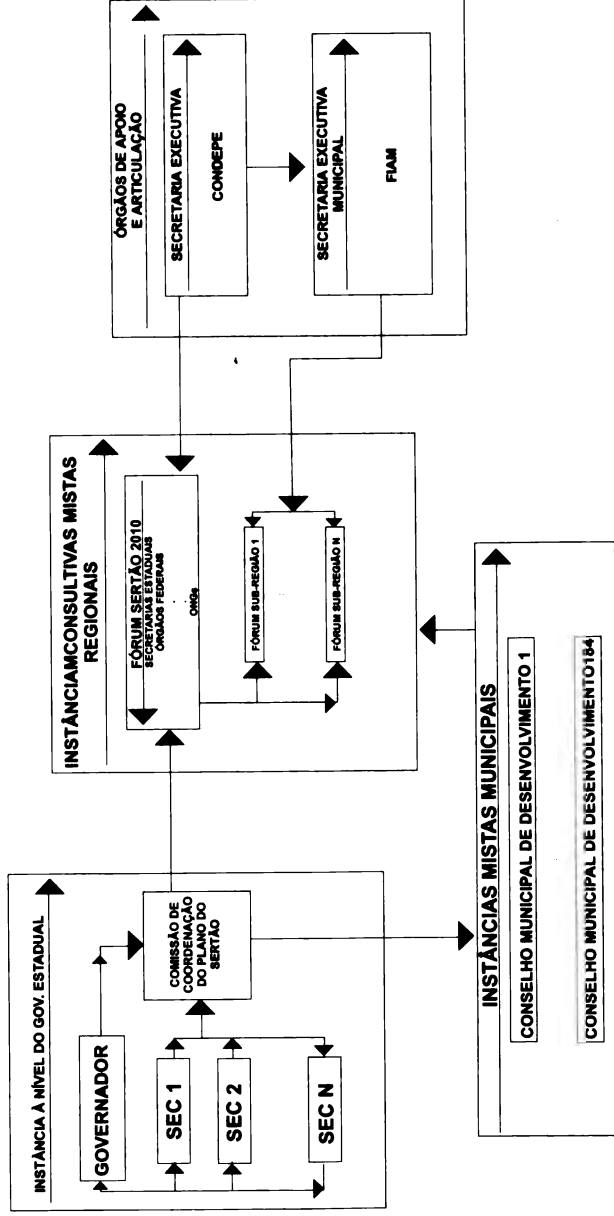 INSTÂNCIA À NÍVEL DO GOV. ESTADUAL
GOVERNADOR
SEC 1
SEC 2
SEC N
COMISSÃO DE
COORDENAÇÃO
DO PLANO DO
SERTÃO
INSTÂNCIAMCONSULTIVAS MISTAS
REGIONAIS
FÓRUM SERTÃO 2010
SECRETARIAS ESTADUAIS
ÓRGÃOS FEDERAIS
ONGs
FÓRUM SUB-REGIÃO 1
FÓRUM SUB-REGIÃO N
ÓRGÃOS DE APOIO
E ARTICULAÇÃO
SECRETARIA EXECUTIVA
CONDEPE
SECRETARIA EXECUTIVA
MUNICIPAL
FIAM
INSTÂNCIAS MISTAS MUNICIPAIS
CONSELHO MUNICIPAL DE DESENVOLVIMENTO 1
CONSELHO MUNICIPAL DE DESENVOLVIMENTO184